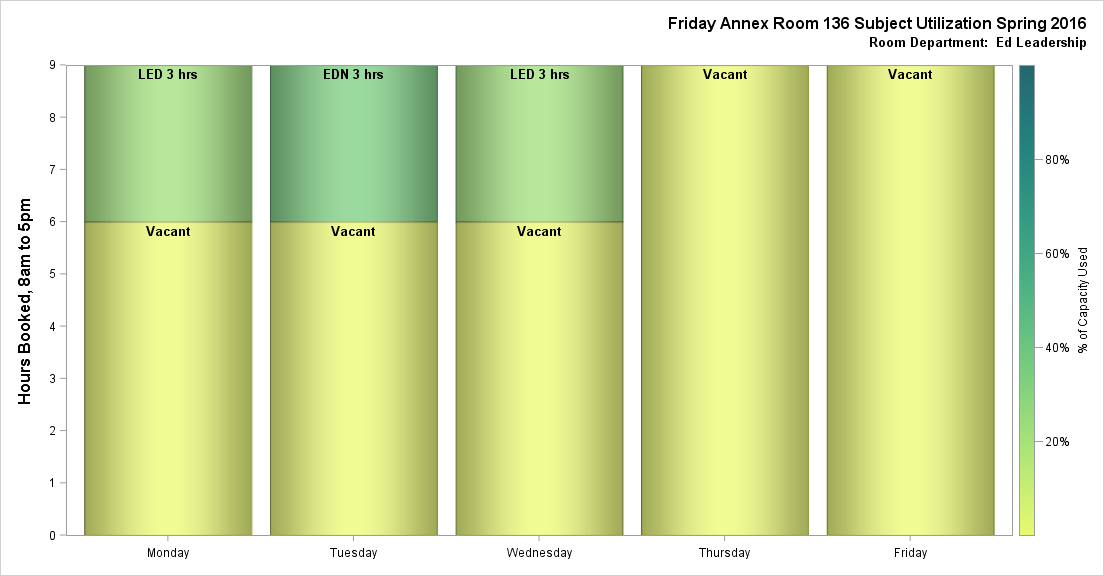 Friday Annex Room 136 Subject Utilization Spring 2016
Room Department:  Ed Leadership
Hours Booked, 8am to 5pm
9
8
7
6
5
4
3
2
1
0
LED 3 hrs
EDN 3 hrs
LED 3 hrs
Vacant
Vacant
Vacant
Vacant
Vacant
Monday
Tuesday
Wednesday
Thursday
Friday
80%
60%
40%
20%
% of Capacity Used